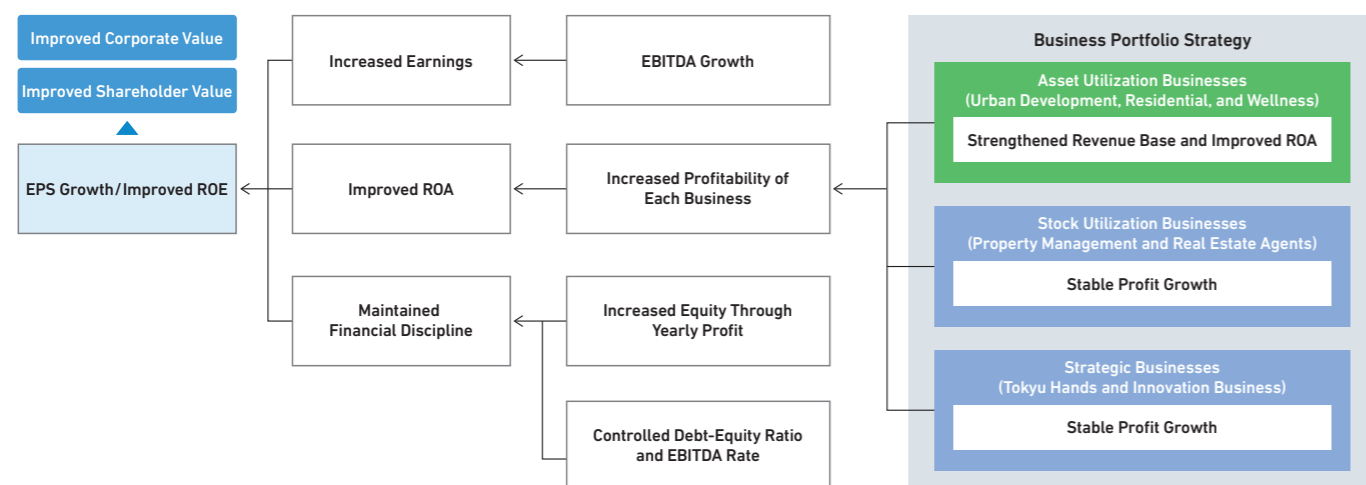 Improved Corporate Value
Improved Shareholder Value
EPS Growth/Improved ROE
Increased Earnings
Improved ROA
Maintained
Financial Discipline
EBITDA Growth
Increased Profitability of
Each Business
Increased Equity Through
Yearly Profit
Controlled Debt-Equity Ratio
and EBITDA Rate
Business Portfolio Strategy
Asset Utilization Businesses
(Urban Development, Residential, and Wellness)
Strengthened Revenue Base and Improved ROA
Stock Utilization Businesses
(Property Management and Real Estate Agents)
Stable Profit Growth
Strategic Businesses
(Tokyu Hands and Innovation Business)
Stable Profit Growth